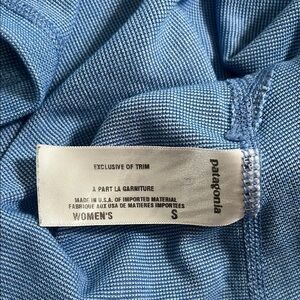 EXCLUSIVE OF TRIM
A PART LA GARNITURE
MADE IN U.S.A. OF IMPORTED MATERIAL
FABRIQUE AUX USA DE MATIERES IMPORTEES
WOMEN'S S
patagonia